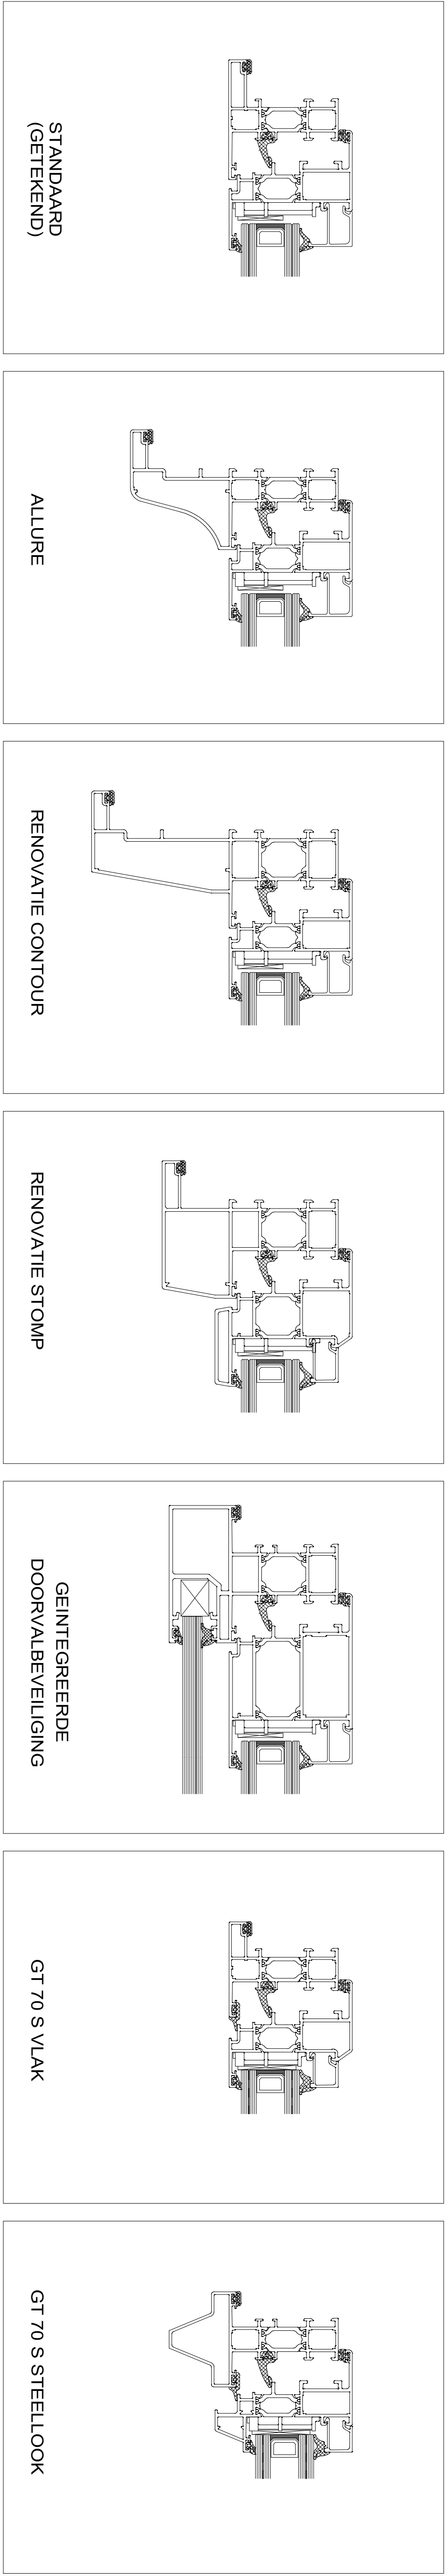 STANDAARD
(GETEKEND)
ALLURE
RENOVATIE CONTOUR
RENOVATIE STOMP
GEINTEGREERDE
DOORVALBEVEILIGING
GT 70 S VLAK
GT 70 S STEELLOOK